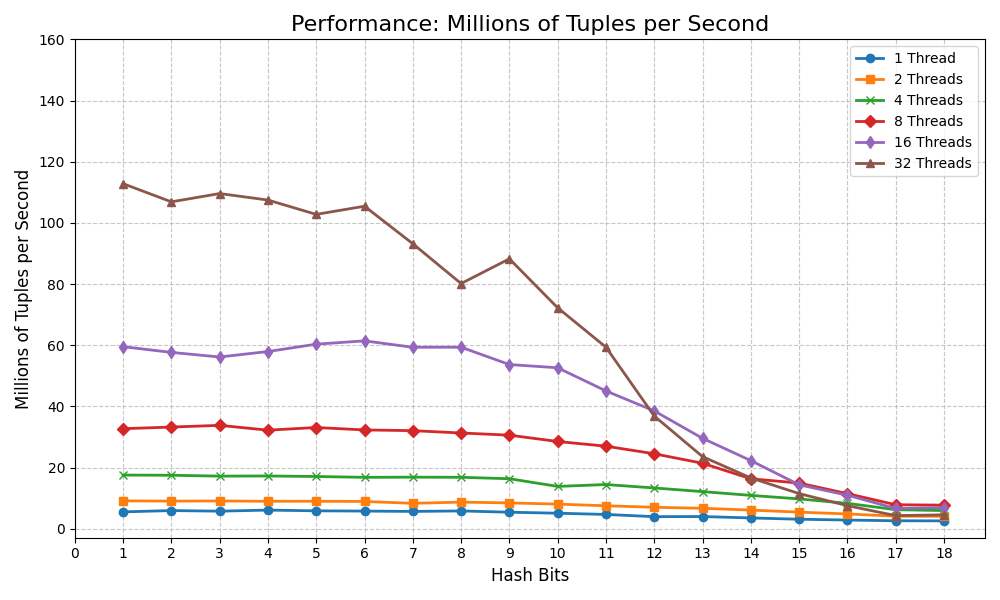 Performance: Millions of Tuples per Second
160
140
120
100
80
60
40
20
0
Millions of Tuples per Second
1 Thread
2 Threads
4 Threads
8 Threads
16 Threads
32 Threads
0 1 2 3 4 5 6 7 8 9 10 11 12 13 14 15 16 17 18
Hash Bits